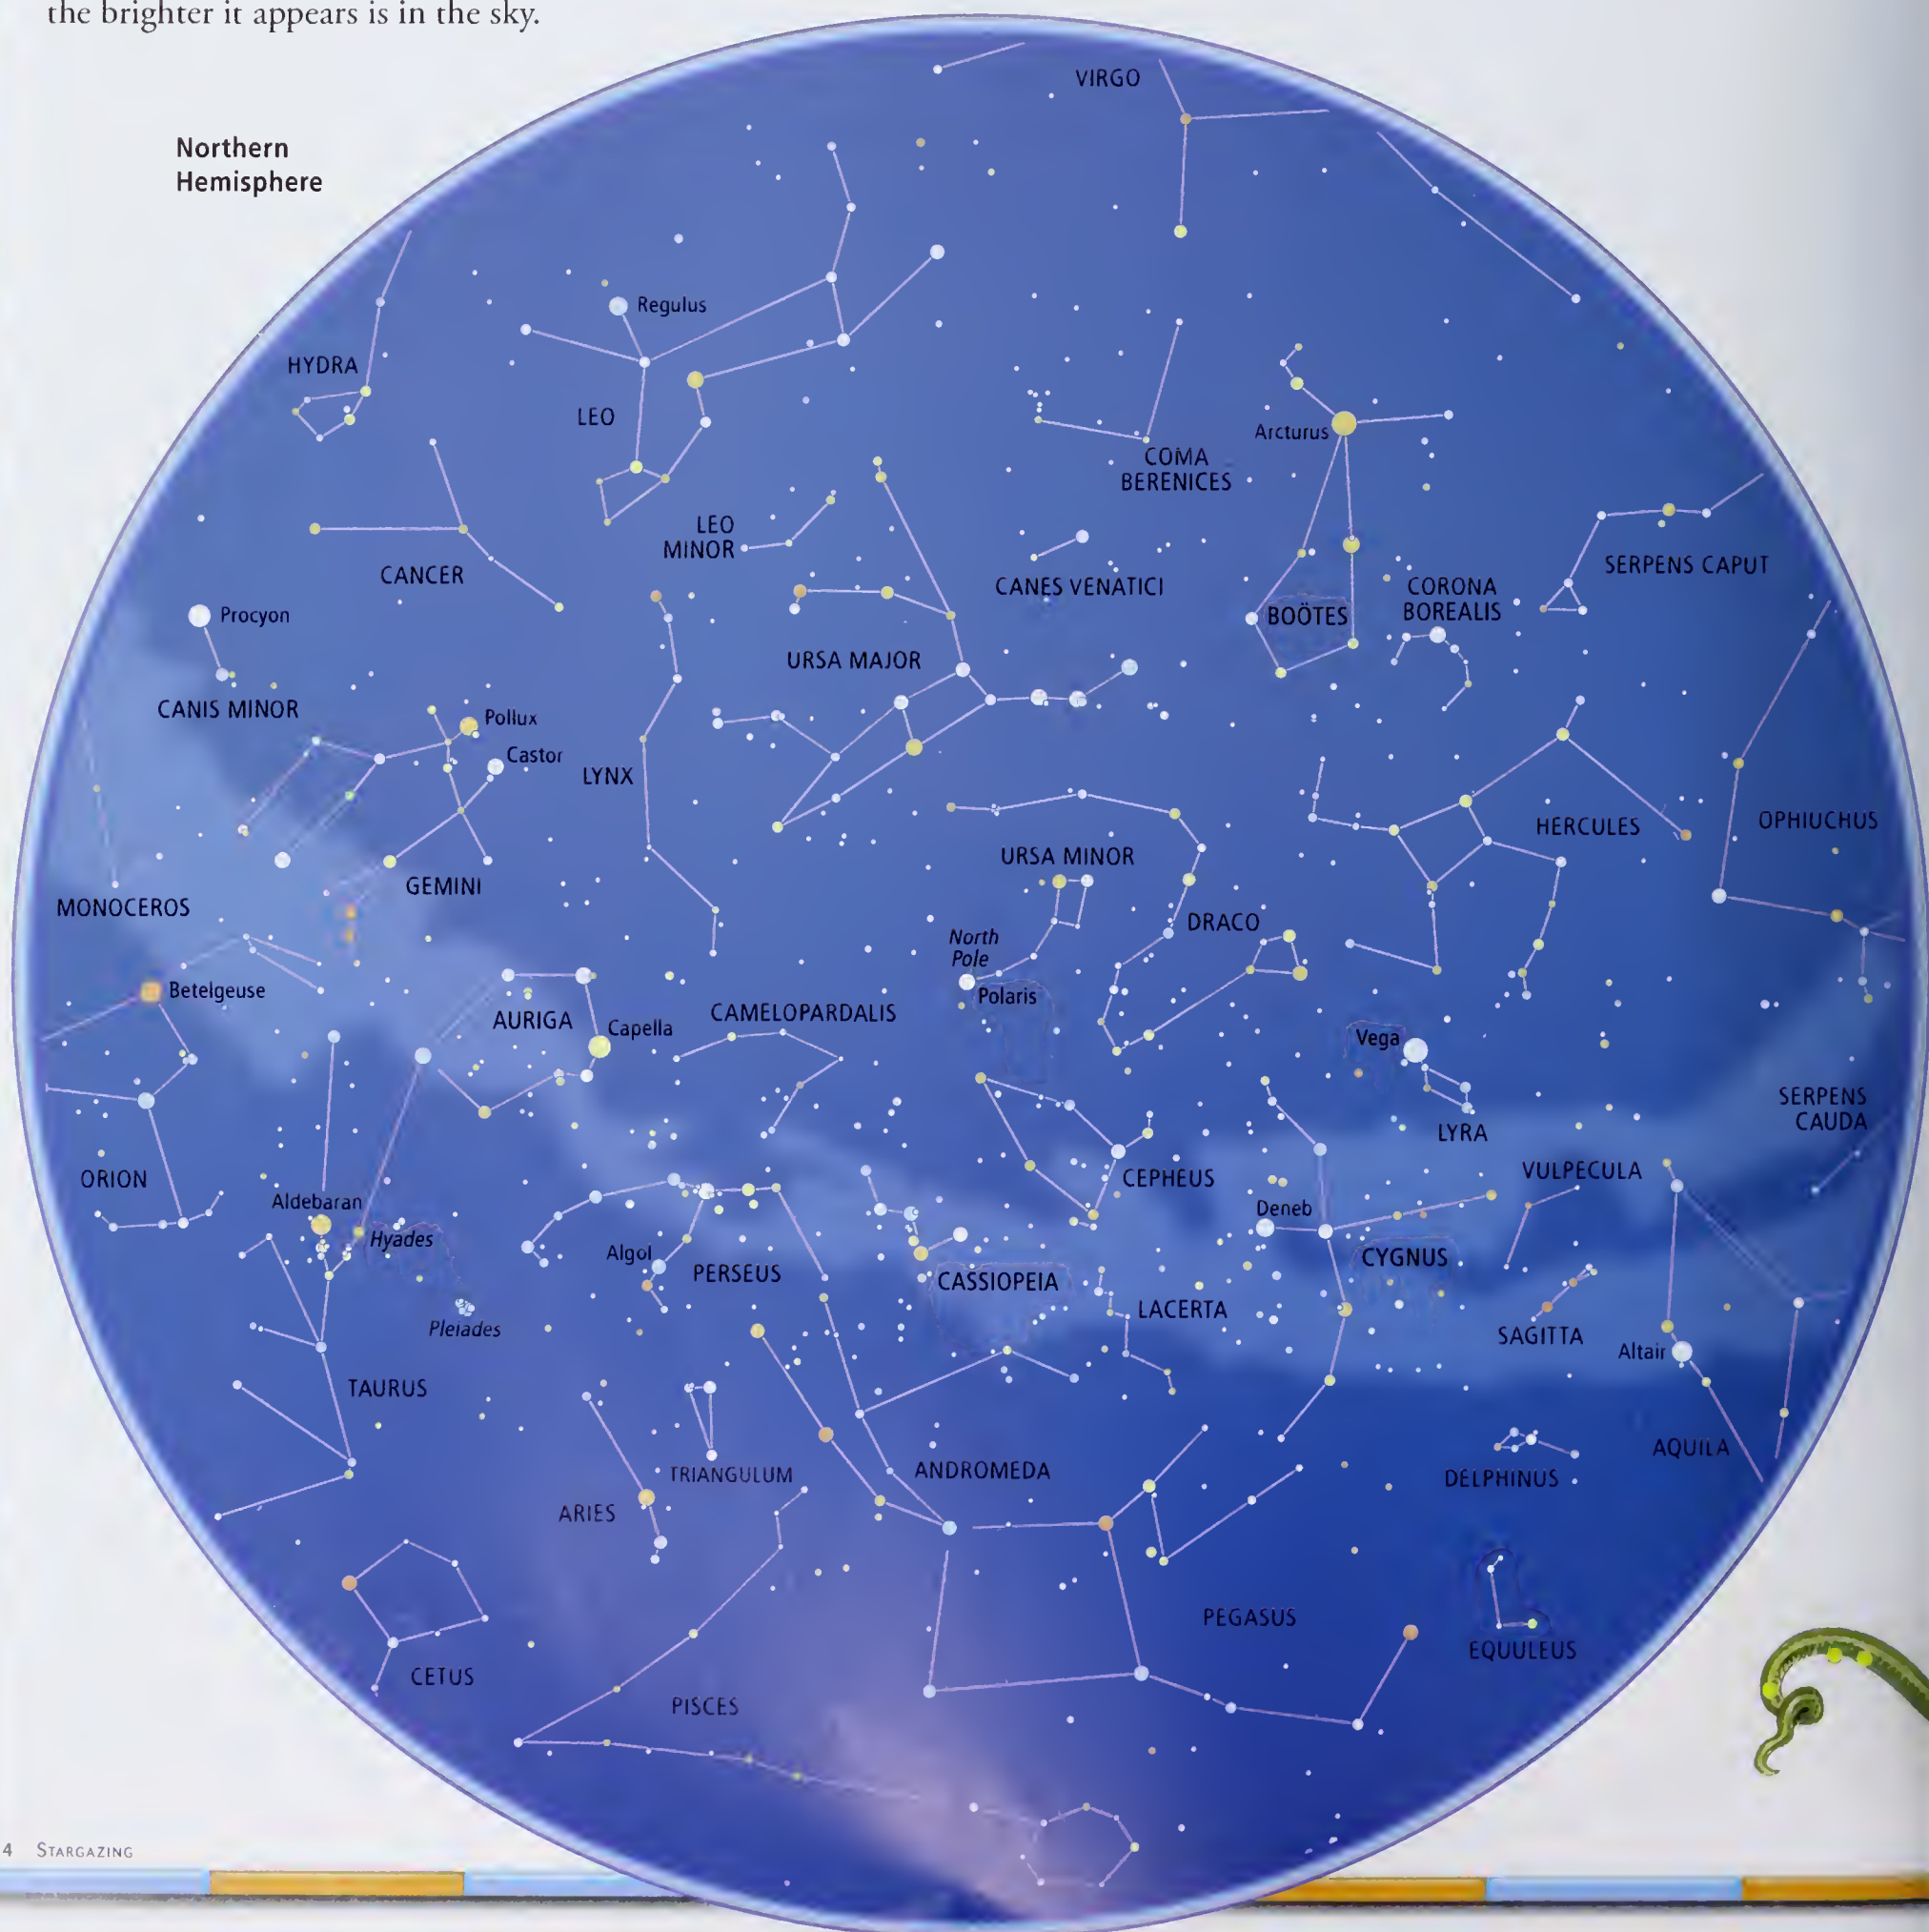 the brighter it appears is in the sky.
Northern
Hemisphere
VIRGO
Regulus
HYDRA
LEO
Arcturus
COMA
BERENICES
LEO
MINOR
CANCER
CANES VENATICI
SERPENS CAPUT
CORONA
BOREALIS
BOÖTES
Procyon
URSA MAJOR
CANIS MINOR
Pollux
Castor
LYNX
HERCULES
OPHIUCHUS
URSA MINOR
GEMINI
MONOCEROS
DRACO
North
Pole
Polaris
Betelgeuse
AURIGA
CAMELOPARDALIS
Capella
Vega
SERPENS
CAUDA
LYRA
ORION
CEPHEUS
VULPECULA
Aldebaran
Deneb
Hyades
Algol
PERSEUS
CYGNUS
CASSIOPEIA
LACERTA
Pleiades
SAGITTA
Altair
TAURUS
AQUILA
TRIANGULUM
ANDROMEDA
DELPHINUS
ARIES
PEGASUS
EQUULEUS
CETUS
PISCES
4 STARGAZING